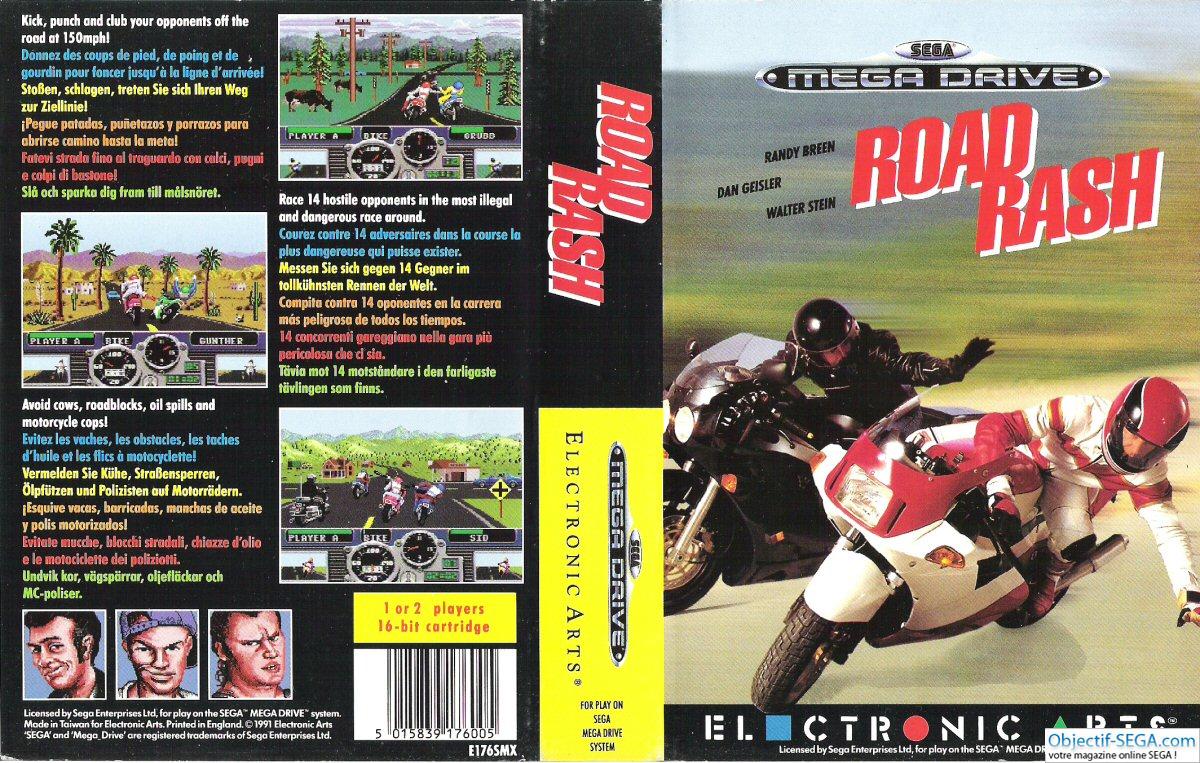 Kick, punch and club your opponents off the
road at 150mph!
Donnez des coups de pied, de poing et de
gourdin pour foncer jusqu'à la ligne d'arrivée!
Stoßen, schlagen, treten Sie sich Ihren Weg
zur Ziellinie!
¡Pegue patadas, puñetazos y porrazos para
abrirse camino hasta la meta!
Fatevi strada fino al traguardo con calci, pugni
e colpi di bastone!
Slå och sparka dig fram till målsnöret.
PLAYER A
BIKE
GRUBB
Race 14 hostile opponents in the most illegal
and dangerous race around.
Courez contre 14 adversaires dans la course la
plus dangereuse qui puisse exister.
Messen Sie sich gegen 14 Gegner im
tollkühnsten Rennen der Welt.
Compita contra 14 oponentes en la carrera
más peligrosa de todos los tiempos.
14 concorrenti gareggiano nella gara più
pericolosa che ci sia.
Tävla mot 14 motståndare i den farligaste
tävlingen som finns.
PLAYER A
BIKE
GUNTHER
Avoid cows, roadblocks, oil spills and
motorcycle cops!
Evitez les vaches, les obstacles, les taches
d'huile et les flics à motocyclette!
Vermelden Sie Kühe, Straßensperren,
Ölpfützen und Polizisten auf Motorrädern.
¡Esquive vacas, barricadas, manchas de aceite
y polis motorizados!
Evitate mucche, blocchi stradali, chiazze d'olio
e le motociclette dei poliziotti.
Undvik kor, vägspärrar, oljefläckar och
MC-poliser.
PLAYER A
BIKE
SID
1 or 2 players
16-bit cartridge
5 015839 176005
E176SMX
Licensed by Sega Enterprises Ltd, for play on the SEGA™ MEGA DRIVE™ system.
Made in Taiwan for Electronic Arts. Printed in England. © 1991 Electronic Arts
'SEGA' and 'Mega Drive' are registered trademarks of Sega Enterprises Ltd.
ROAD
RASH
ELECTRONIC ARTS®
SEGA
MEGA DRIVE
FOR PLAY ON
SEGA
MEGA DRIVE
SYSTEM
SEGA
MEGA DRIVE
RANDY BREEN
DAN GEISLER
WALTER STEIN
ROAD
RASH
ELECTRONIC ARTS
Licensed by Sega Enterprises Ltd, for play on the SEGA™ MEGA
Objectif-SEGA.com
votre magazine online SEGA !